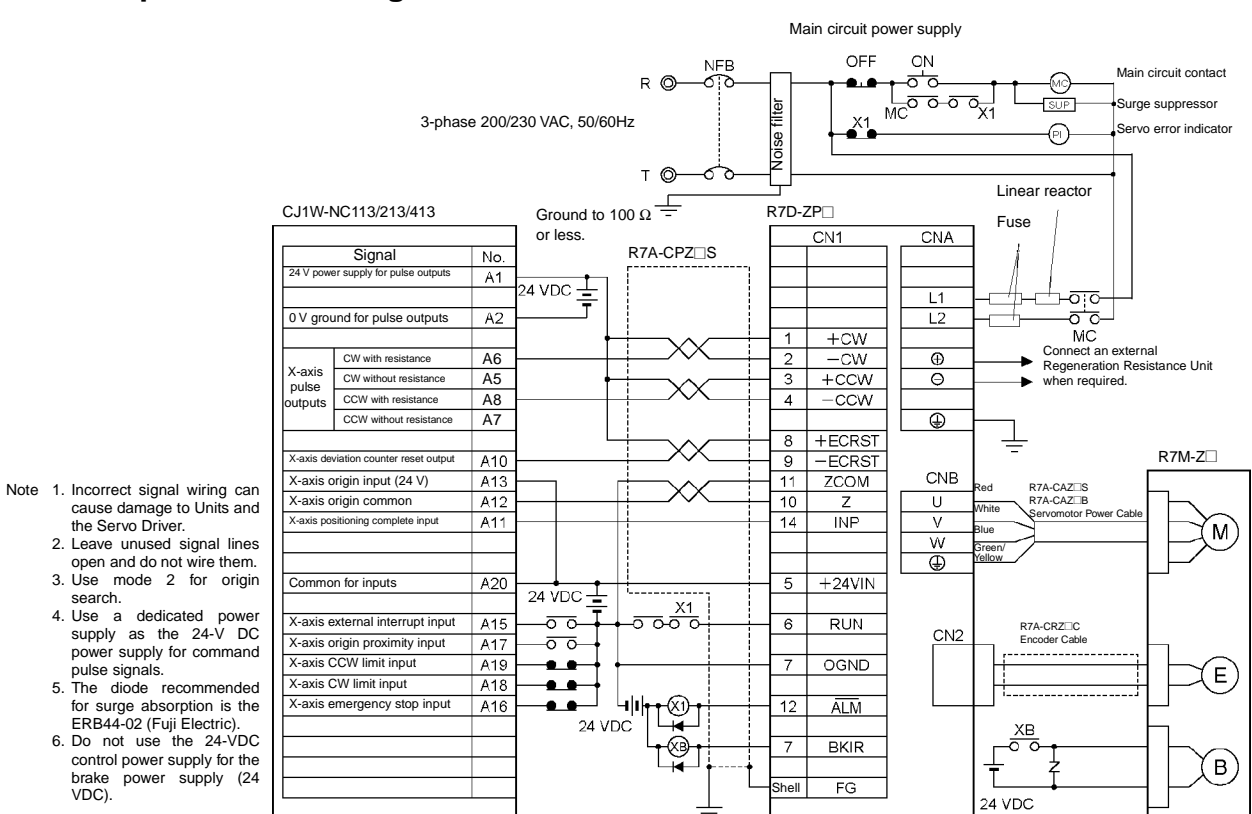 Main circuit power supply
R
NFB
OFF
ON
MC
Main circuit contact
MC
X1
SUP
Surge suppressor
X1
PI
Servo error indicator
3-phase 200/230 VAC, 50/60Hz
Noise filter
T
Linear reactor
CJ1W-NC113/213/413
Ground to 100 Ω
or less.
R7D-ZP□
Fuse
R7A-CPZ□S
Signal No.
CN1
CNA
24 V power supply for pulse outputs A1
24 VDC
L1
0 V ground for pulse outputs A2
L2
MC
1 +CW
X-axis
pulse
outputs
CW with resistance A6
2 −CW
⊕
CW without resistance A5
3 +CCW
⊖
Connect an external
Regeneration Resistance Unit
when required.
CCW with resistance A8
4 −CCW
CCW without resistance A7
8 +ECRST
X-axis deviation counter reset output A10
9 −ECRST
X-axis origin input (24 V) A13
11 ZCOM
X-axis origin common A12
10 Z
X-axis positioning complete input A11
14 INP
Common for inputs A20
24 VDC
5 +24VIN
X1
X-axis external interrupt input A15
6 RUN
X-axis origin proximity input A17
X-axis CCW limit input A19
7 OGND
X-axis CW limit input A18
X-axis emergency stop input A16
24 VDC
X1
12 ALM
XB
7 BKIR
Shell FG
CNB
U
V
W
Red
White
Blue
Green/
Yellow
R7A-CAZ□S
R7A-CAZ□B
Servomotor Power Cable
R7M-Z□
M
CN2
R7A-CRZ□C
Encoder Cable
E
XB
24 VDC
B
Note 1. Incorrect signal wiring can
cause damage to Units and
the Servo Driver.
2. Leave unused signal lines
open and do not wire them.
3. Use mode 2 for origin
search.
4. Use a dedicated power
supply as the 24-V DC
power supply for command
pulse signals.
5. The diode recommended
for surge absorption is the
ERB44-02 (Fuji Electric).
6. Do not use the 24-VDC
control power supply for the
brake power supply (24
VDC).